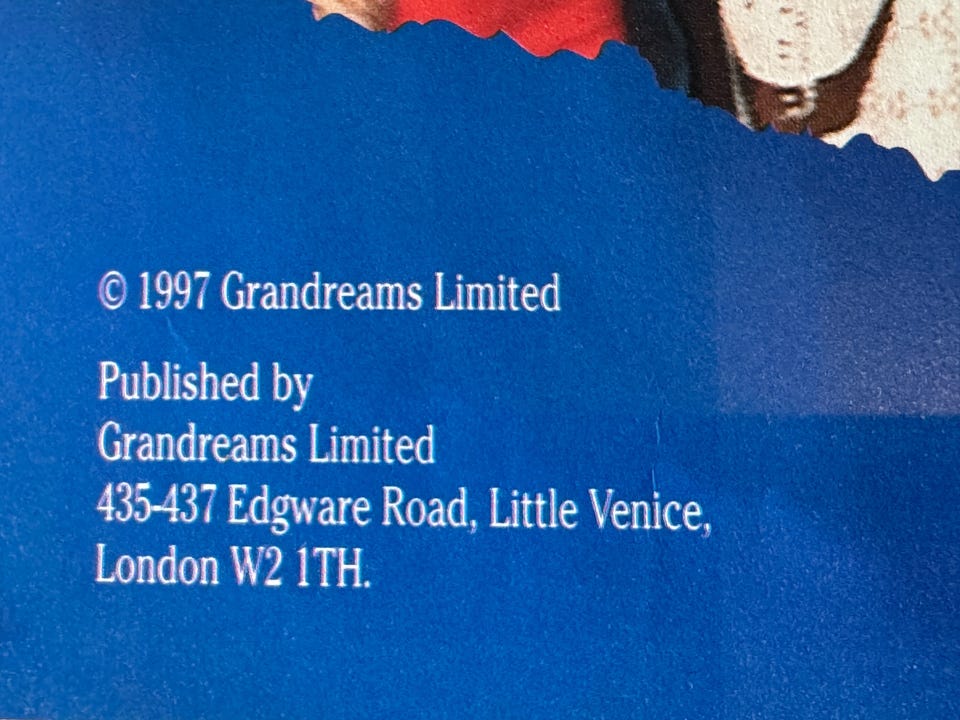 © 1997 Grandreams Limited
Published by
Grandreams Limited
435-437 Edgware Road, Little Venice,
London W2 1TH.